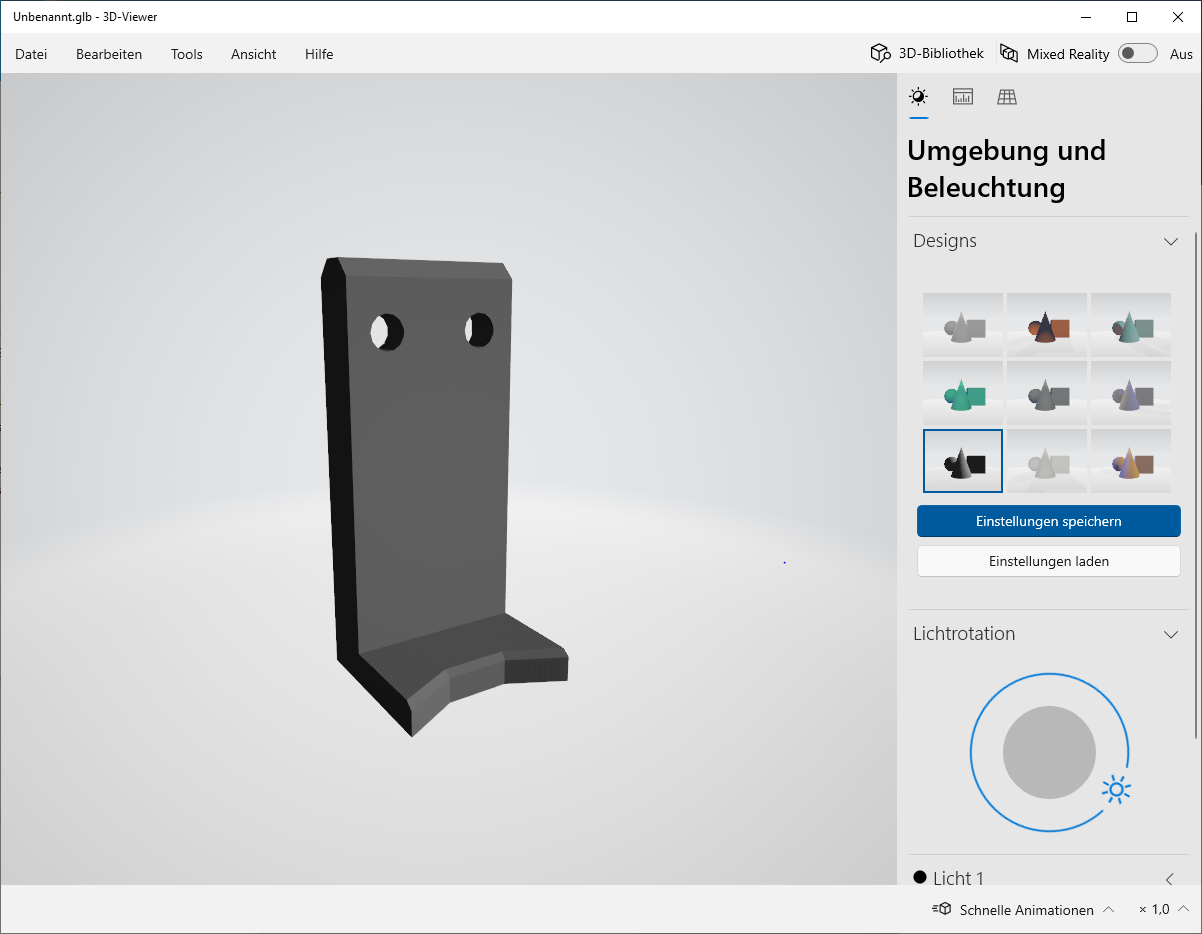 Unbenannt.glb - 3D-Viewer
Datei Bearbeiten Tools Ansicht Hilfe 3D-Bibliothek Mixed Reality Aus
Umgebung und
Beleuchtung
Designs
Einstellungen speichern
Einstellungen laden
Lichtrotation
Licht 1
Schnelle Animationen × 1,0